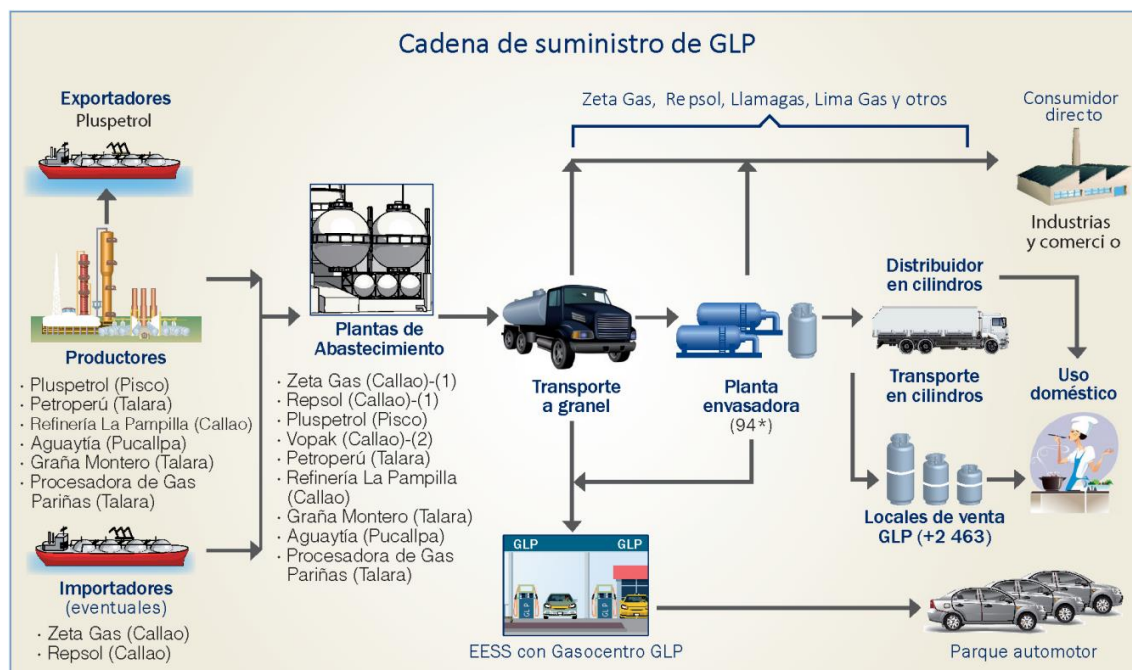 Cadena de suministro de GLP
Exportadores
Pluspetrol
Productores
· Pluspetrol (Pisco)
· Petroperú (Talara)
· Refinería La Pampilla (Callao)
· Aguaytía (Pucallpa)
· Graña Montero (Talara)
· Procesadora de Gas
Pariñas (Talara)
Importadores
(eventuales)
· Zeta Gas (Callao)
· Repsol (Callao)
Plantas de
Abastecimiento
· Zeta Gas (Callao)-(1)
· Repsol (Callao)-(1)
· Pluspetrol (Pisco)
· Vopak (Callao)-(2)
· Petroperú (Talara)
· Refinería La Pampilla
(Callao)
· Graña Montero (Talara)
· Aguaytía (Pucallpa)
· Procesadora de Gas
Pariñas (Talara)
Zeta Gas, Repsol, Llamagas, Lima Gas y otros
Transporte
a granel
Planta
envasadora
(94*)
GLP GLP
GLP GLP
EESS con Gasocentro GLP
Consumidor
directo
Industrias
y comerci o
Distribuidor
en cilindros
Transporte
en cilindros
Uso
doméstico
Locales de venta
GLP (+2 463)
Parque automotor